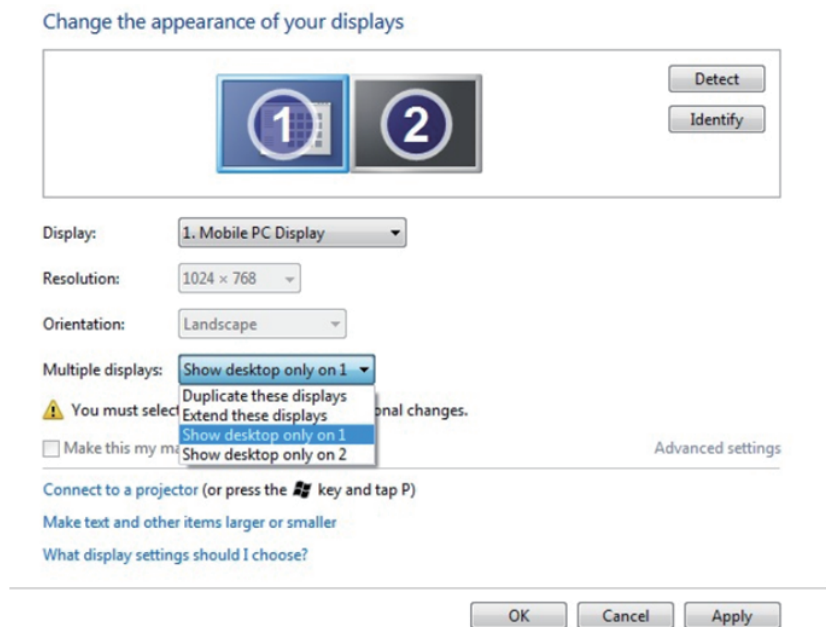 Change the appearance of your displays
1 2
Detect
Identify
Display: 1. Mobile PC Display
Resolution: 1024 × 768
Orientation: Landscape
Multiple displays: Show desktop only on 1
Duplicate these displays
You must select Extend these displays onal changes.
Show desktop only on 1
Make this my ma Advanced settings
Show desktop only on 2
Connect to a projector (or press the key and tap P)
Make text and other items larger or smaller
What display settings should I choose?
OK Cancel Apply